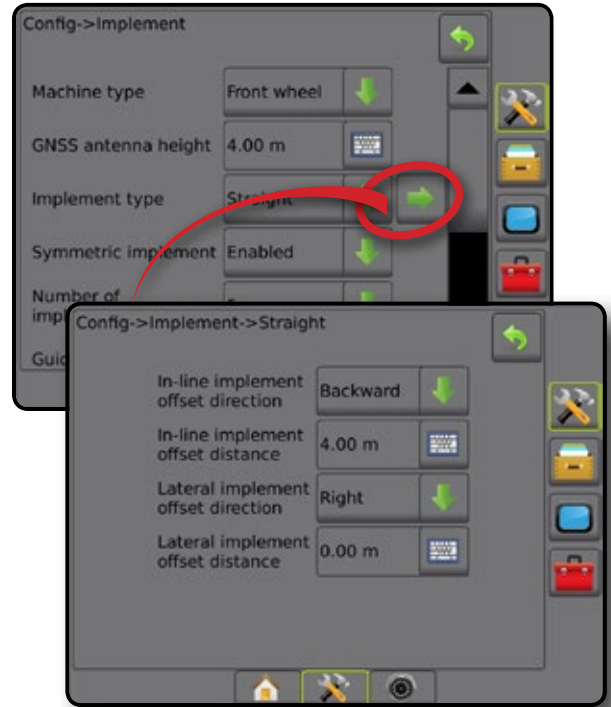 Config->Implement
Machine type
Front wheel
GNSS antenna height
4.00 m
Implement type
Straight
Symmetric implement
Enabled
Number of
Config->Implement->Straight
In-line implement
offset direction
Backward
In-line implement
offset distance
4.00 m
Lateral implement
offset direction
Right
Lateral implement
offset distance
0.00 m